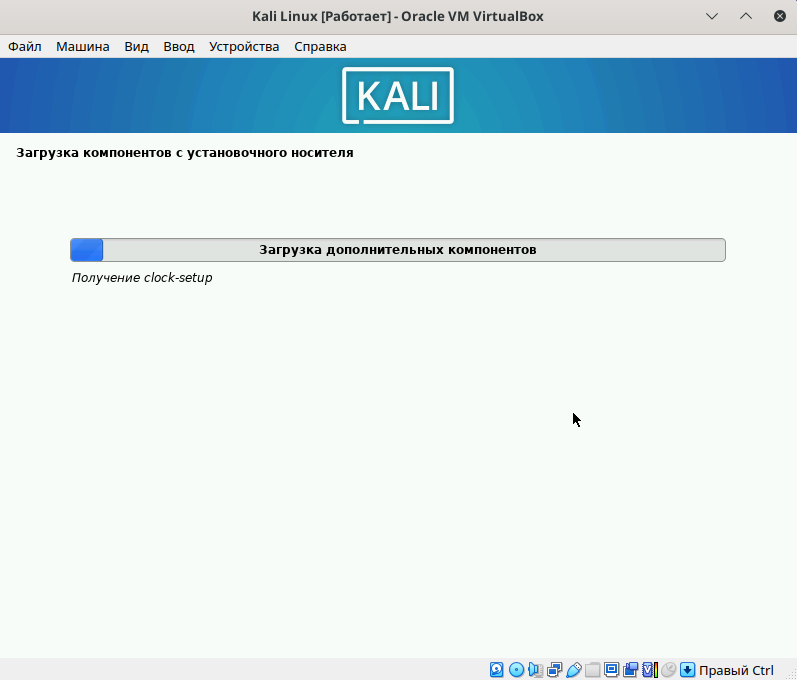 Kali Linux [Работает] - Oracle VM VirtualBox
Файл Машина Вид Ввод Устройства Справка
KALI
Загрузка компонентов с установочного носителя
Загрузка дополнительных компонентов
Получение clock-setup
Правый Ctrl